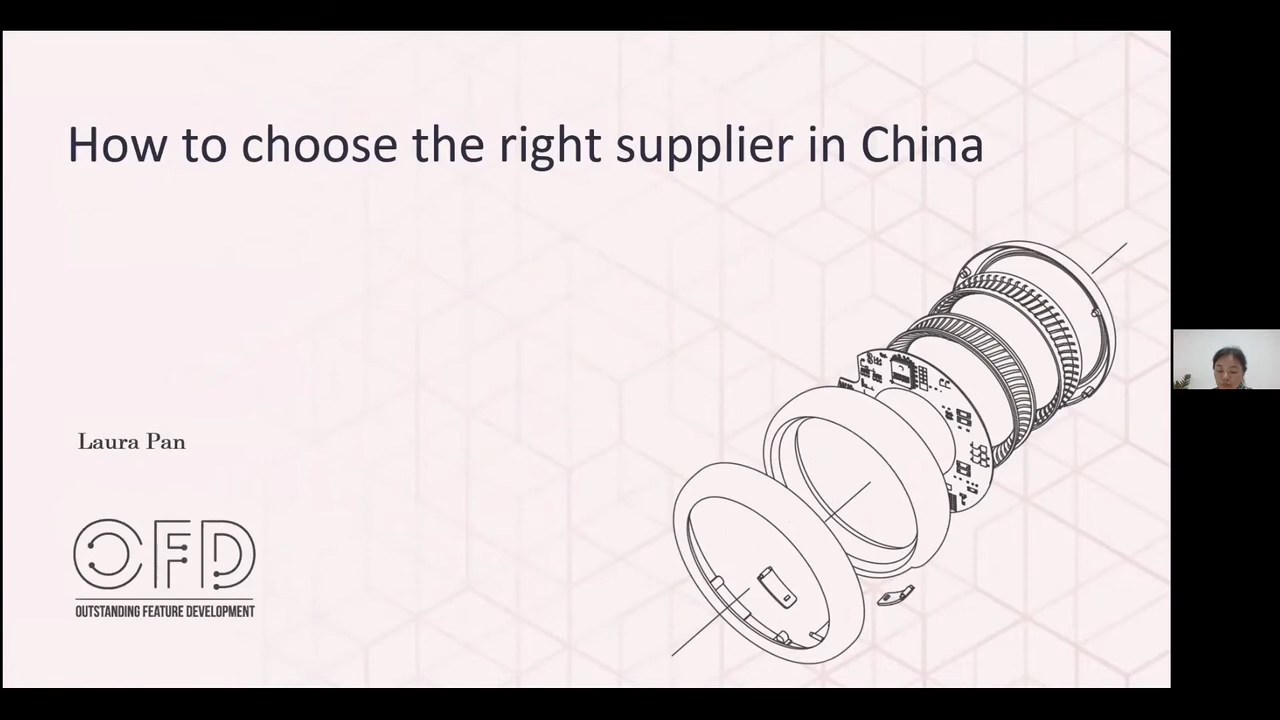 How to choose the right supplier in China
Laura Pan
OFD
OUTSTANDING FEATURE DEVELOPMENT